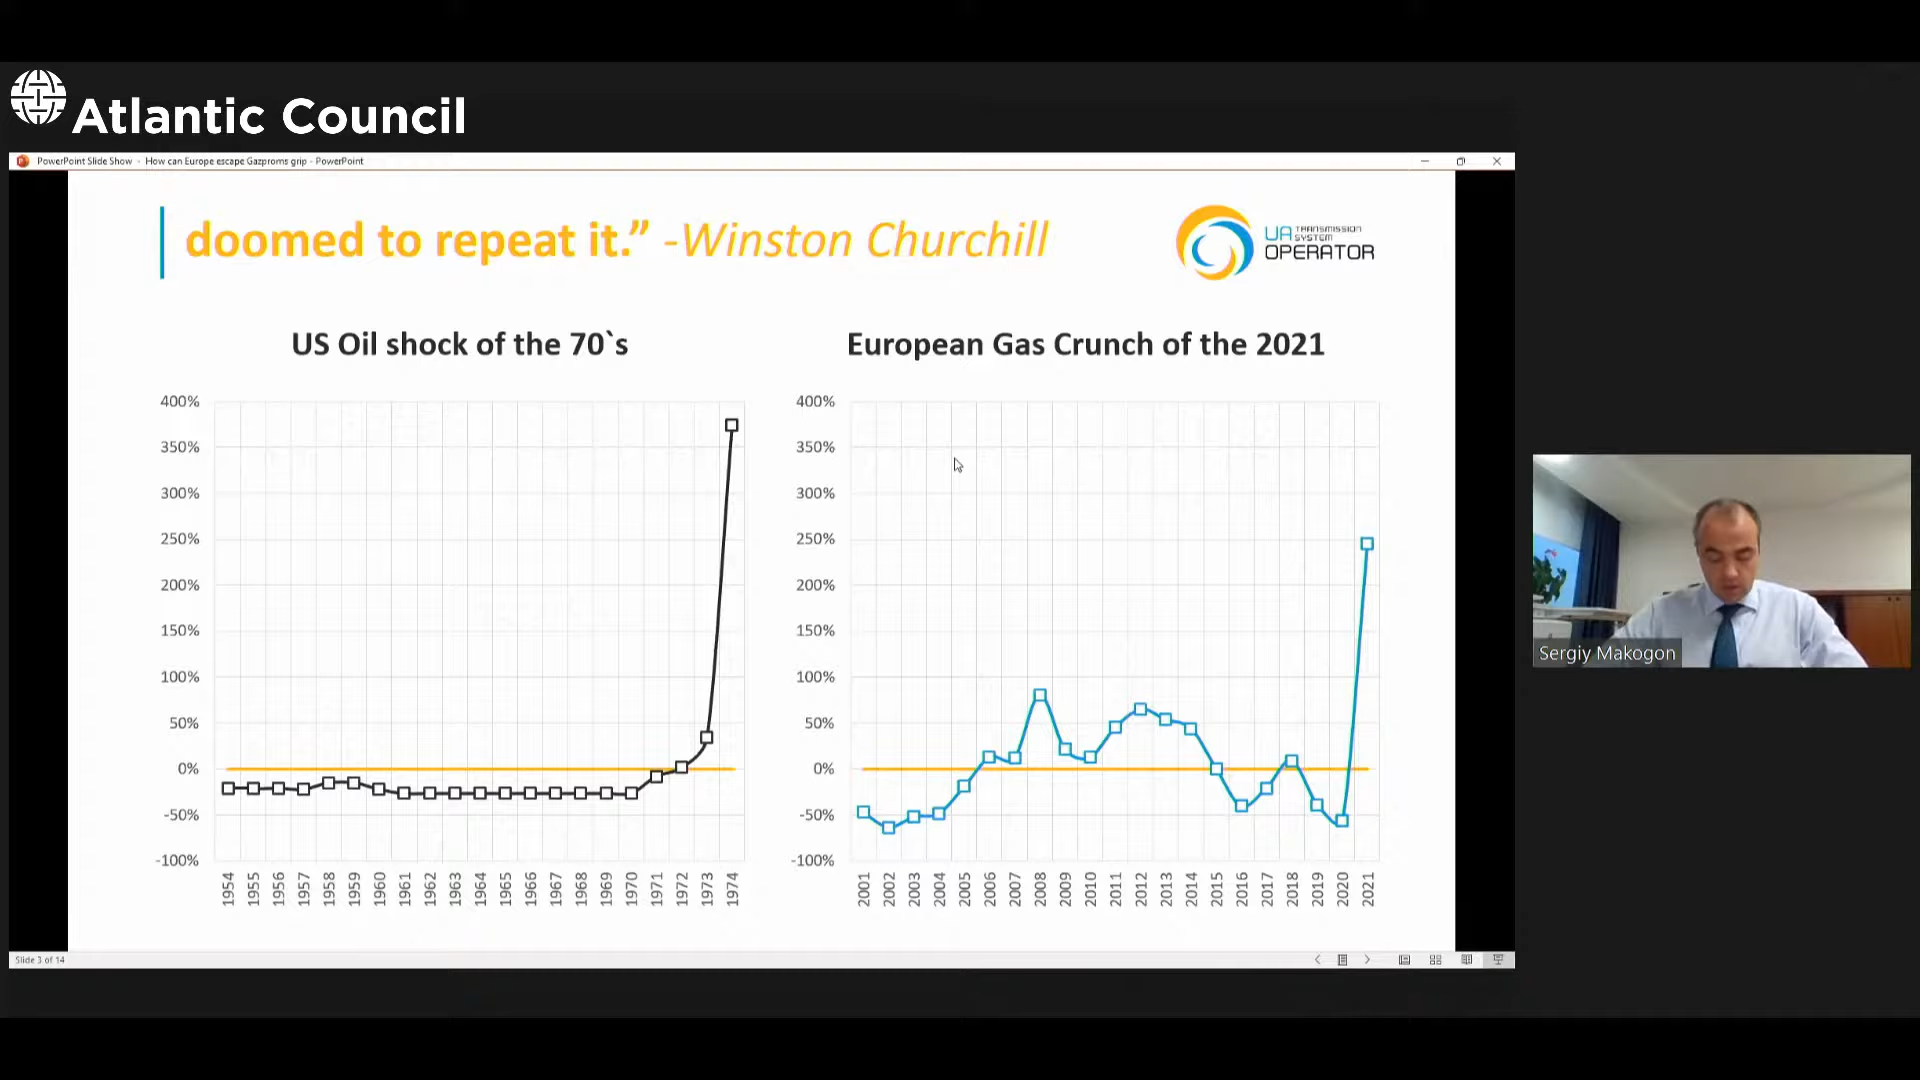 Atlantic Council
PowerPoint Slide Show - How can Europe escape Gazproms grip - PowerPoint
doomed to repeat it.” -Winston Churchill
UA TRANSMISSION SYSTEM OPERATOR
US Oil shock of the 70`s
400%
350%
300%
250%
200%
150%
100%
50%
0%
-50%
-100%
1954 1955 1956 1957 1958 1959 1960 1961 1962 1963 1964 1965 1966 1967 1968 1969 1970 1971 1972 1973 1974
European Gas Crunch of the 2021
400%
350%
300%
250%
200%
150%
100%
50%
0%
-50%
-100%
2001 2002 2003 2004 2005 2006 2007 2008 2009 2010 2011 2012 2013 2014 2015 2016 2017 2018 2019 2020 2021
Sergiy Makogon
Slide 3 of 14